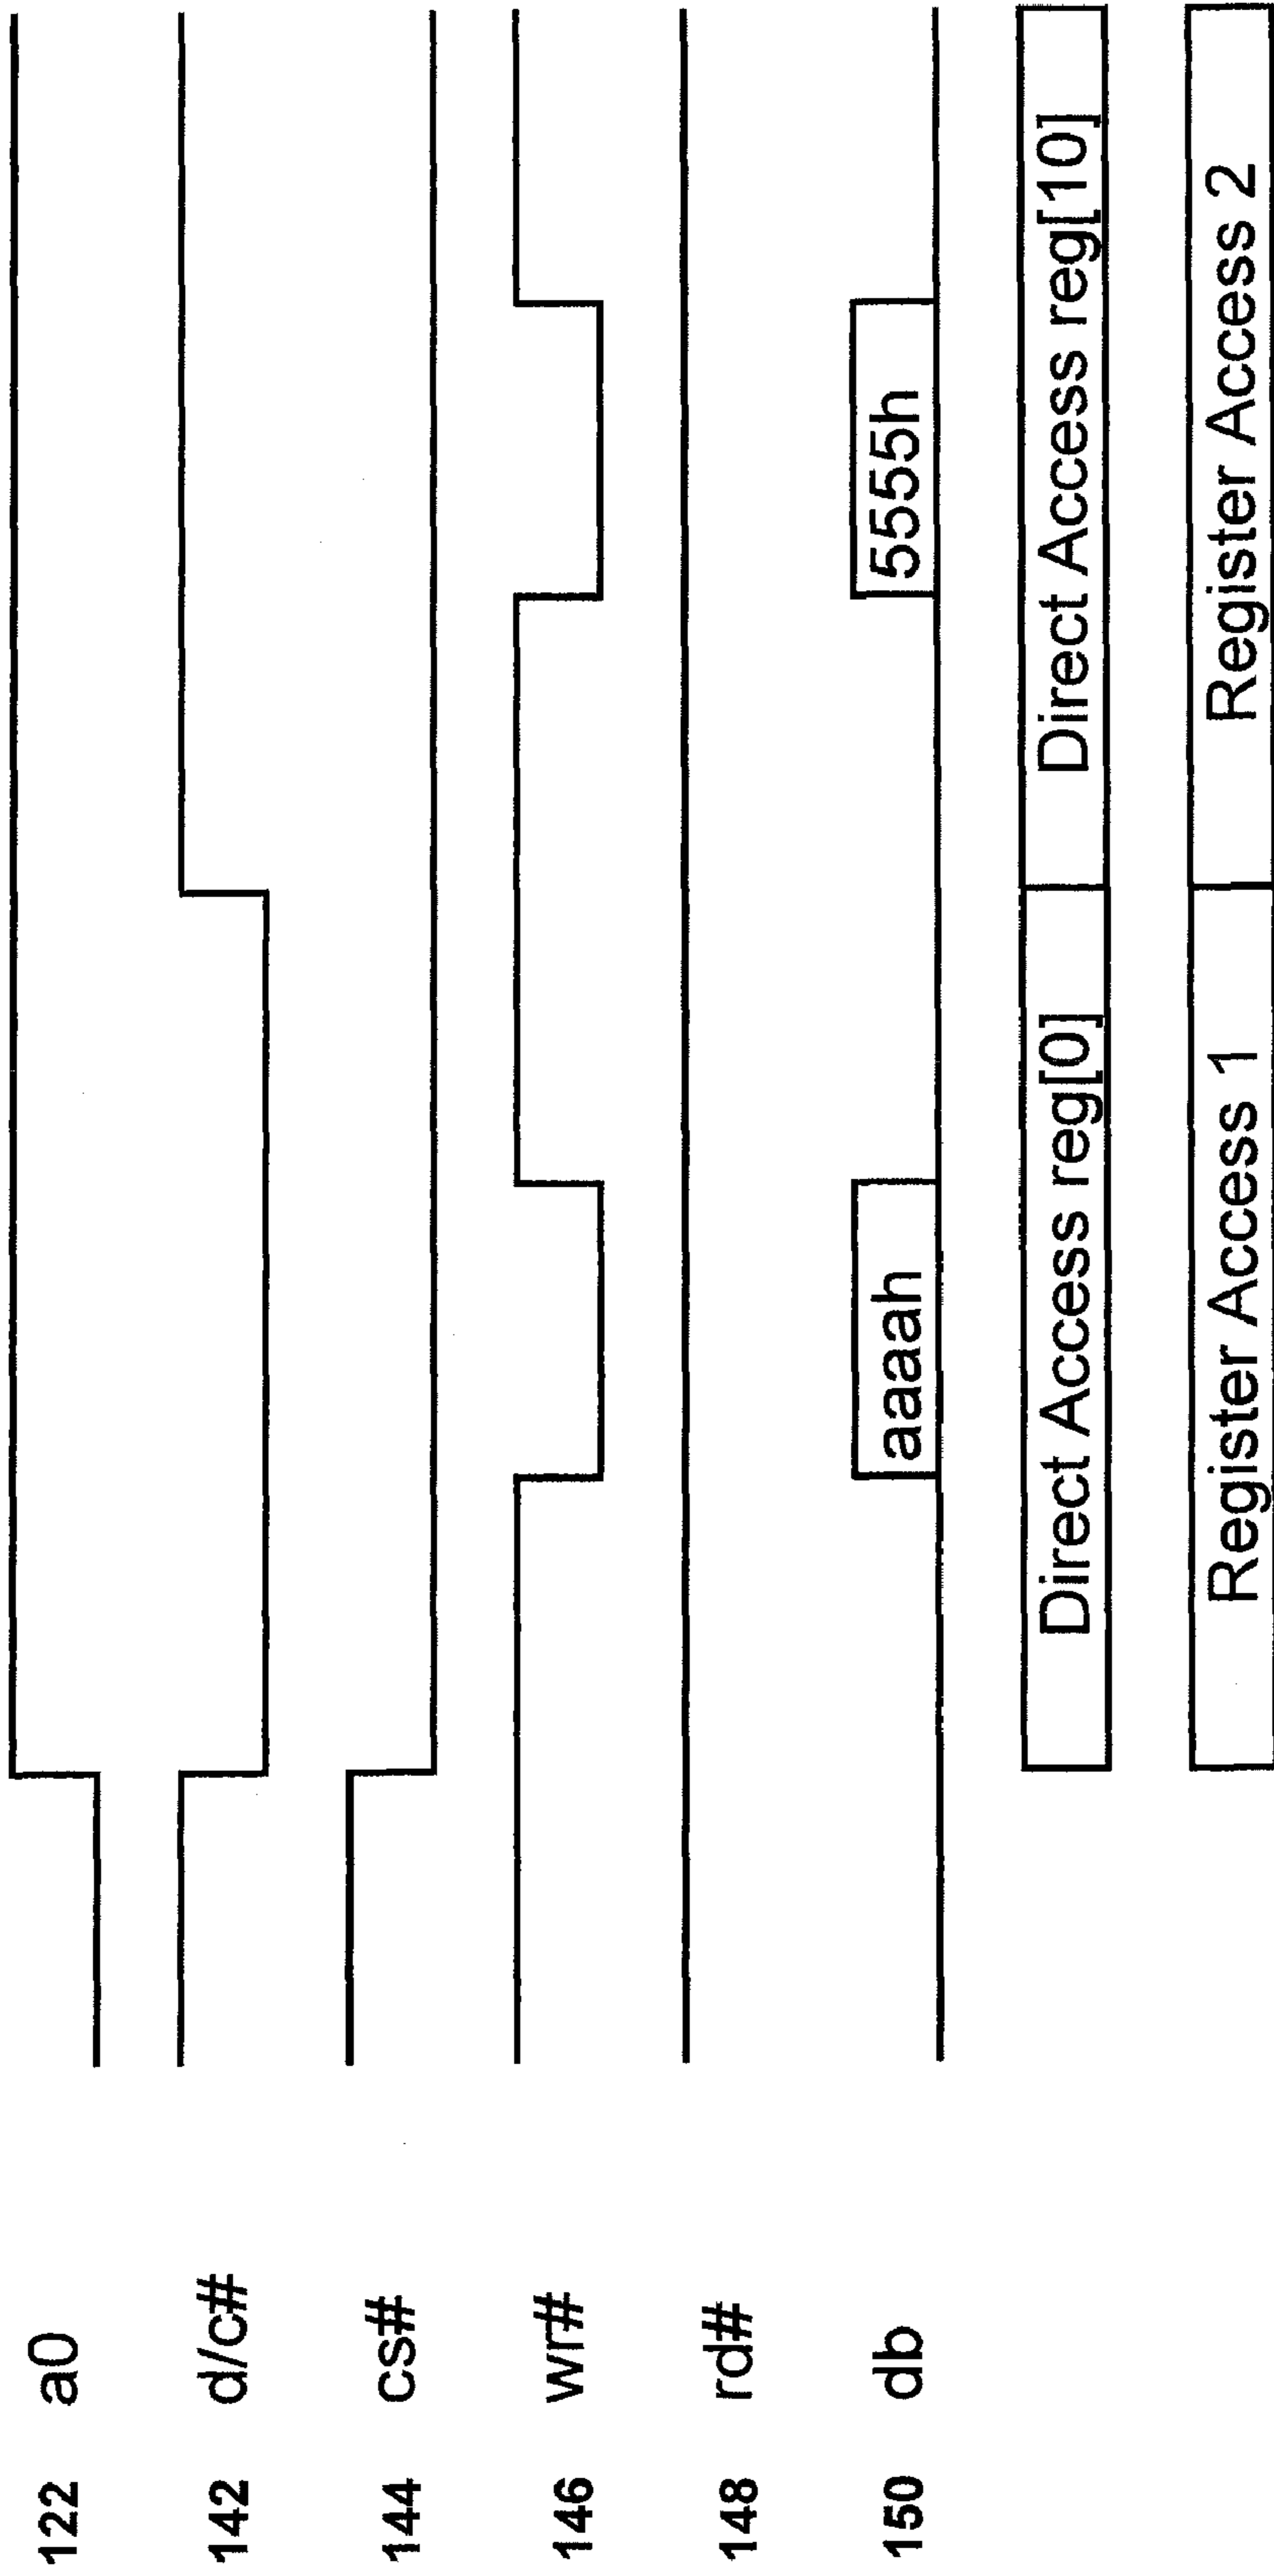 122 a0
142 d/c#
144 cs#
146 wr#
148 rd#
150 db
aaaah 5555h
Direct Access reg[0] Direct Access reg[10]
Register Access 1 Register Access 2